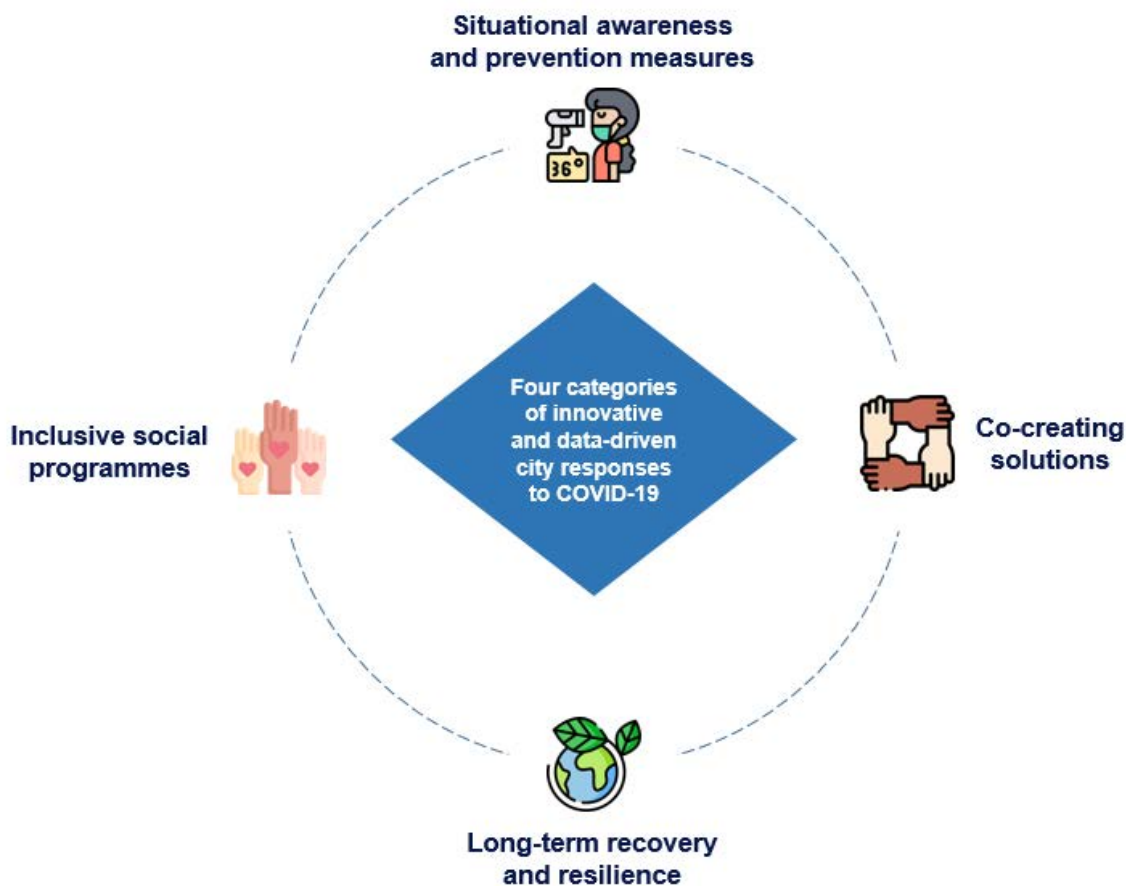 Situational awareness
and prevention measures
36°
Inclusive social
programmes
Four categories
of innovative
and data-driven
city responses
to COVID-19
Co-creating
solutions
Long-term recovery
and resilience